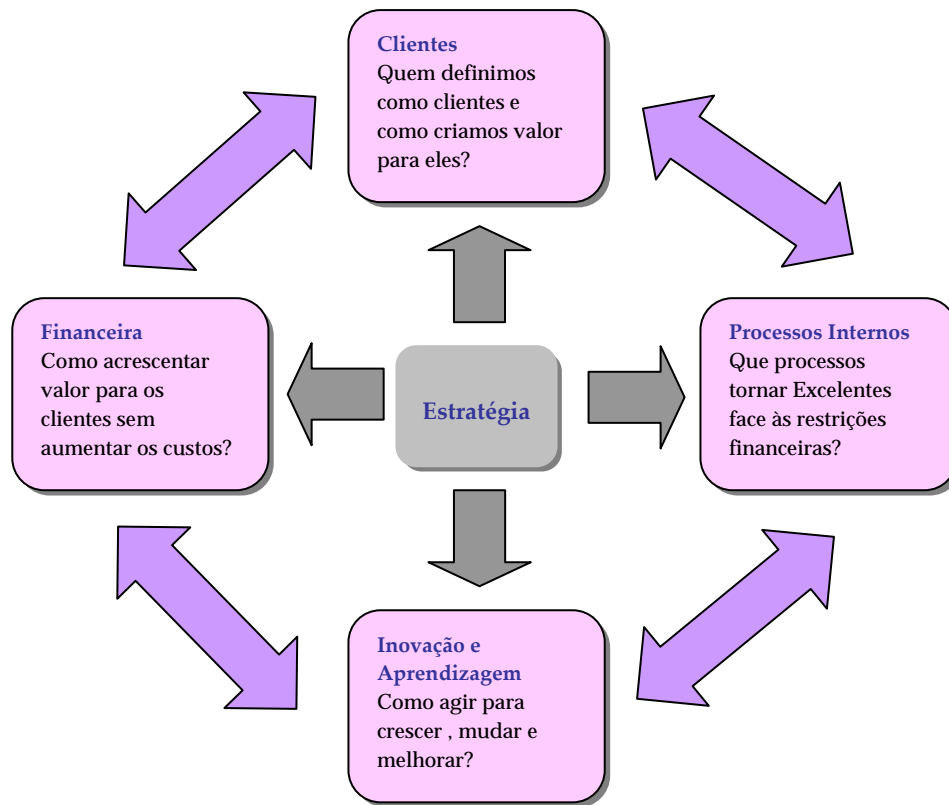 Clientes
Quem definimos
como clientes e
como criamos valor
para eles?
Financeira
Como acrescentar
valor para os
clientes sem
aumentar os custos?
Estratégia
Processos Internos
Que processos
tornar Excelentes
face às restrições
financeiras?
Inovação e
Aprendizagem
Como agir para
crescer , mudar e
melhorar?